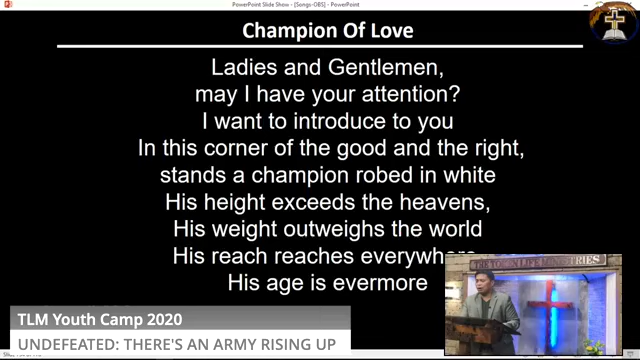 PowerPoint Slide Show - [Songs-OBS] - PowerPoint
Champion Of Love
Ladies and Gentlemen,
may I have your attention?
I want to introduce to you
In this corner of the good and the right,
stands a champion robed in white
His height exceeds the heavens,
His weight outweighs the world
His reach reaches everywhere
His age is evermore
LIFE MINISTRIES
TLM Youth Camp 2020
UNDEFEATED: THERE'S AN ARMY RISING UP